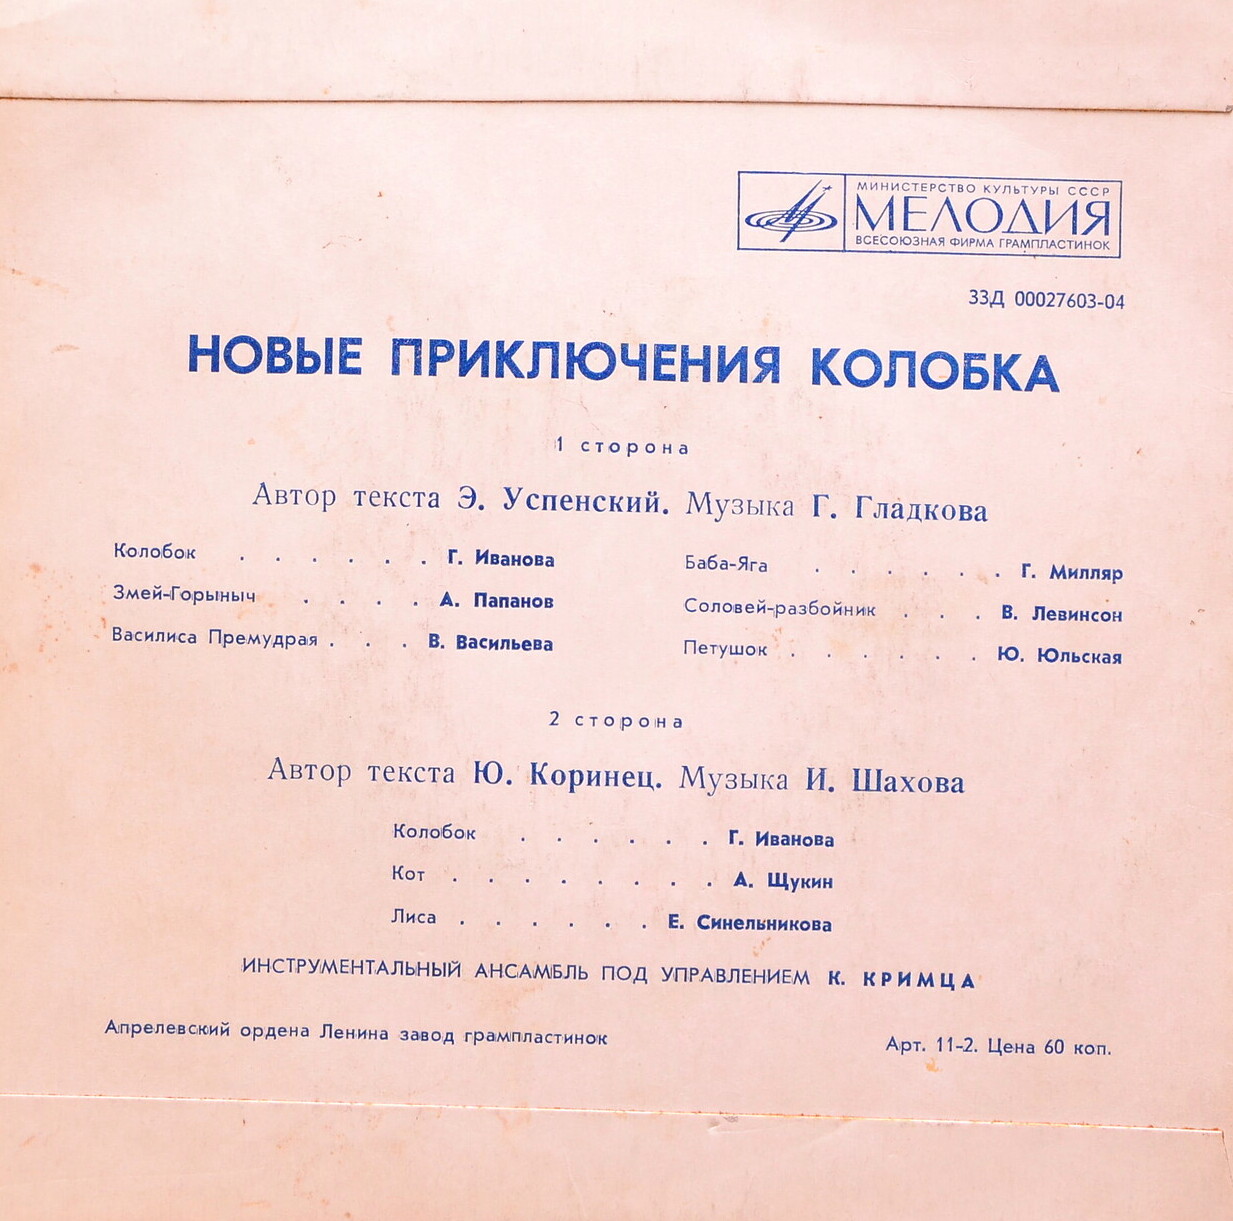 МИНИСТЕРСТВО КУЛЬТУРЫ СССР
МЕЛОДИЯ
ВСЕСОЮЗНАЯ ФИРМА ГРАМПЛАСТИНОК
33Д 00027603-04
НОВЫЕ ПРИКЛЮЧЕНИЯ КОЛОБКА
1 сторона
Автор текста Э. Успенский. Музыка Г. Гладкова
Колобок . . . . . . Г. Иванова
Змей-Горыныч . . . . А. Папанов
Василиса Премудрая . . . В. Васильева
Баба-Яга . . . . . . Г. Милляр
Соловей-разбойник . . . В. Левинсон
Петушок . . . . . . Ю. Юльская
2 сторона
Автор текста Ю. Коринец. Музыка И. Шахова
Колобок . . . . . . Г. Иванова
Кот . . . . . . . . А. Щукин
Лиса . . . . . . Е. Синельникова
ИНСТРУМЕНТАЛЬНЫЙ АНСАМБЛЬ ПОД УПРАВЛЕНИЕМ К. КРИМЦА
Апрелевский ордена Ленина завод грампластинок
Арт. 11-2. Цена 60 коп.